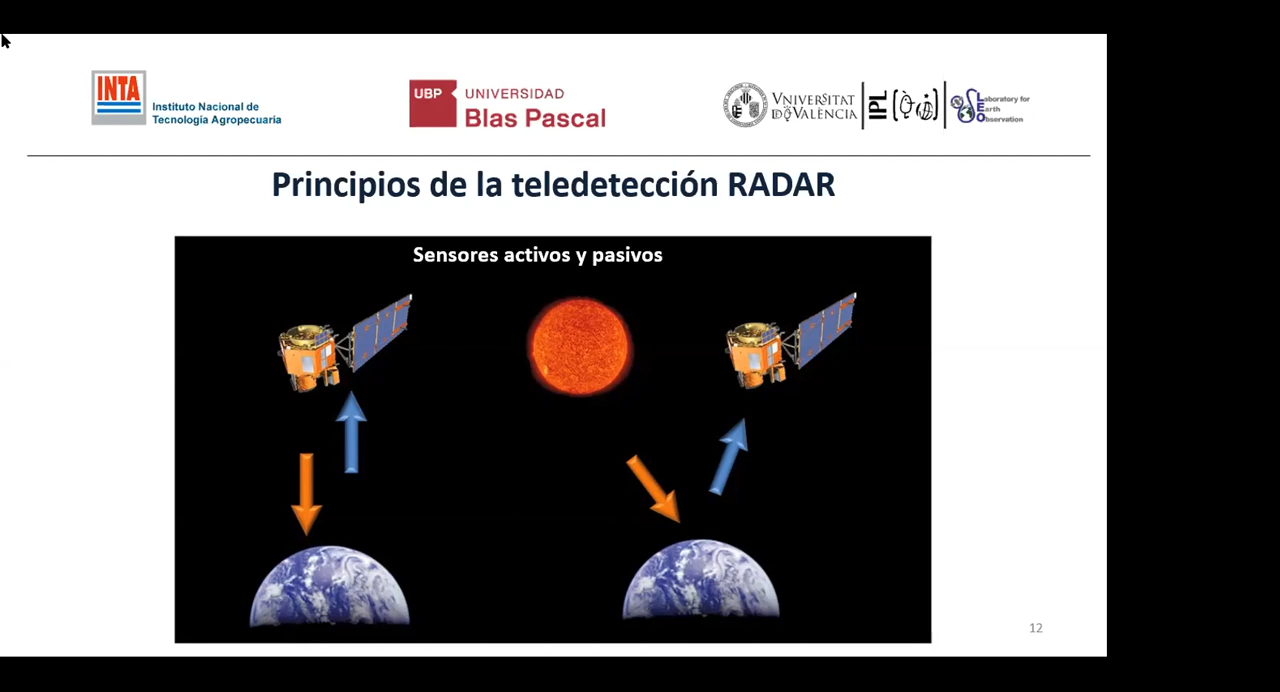 INTA
Instituto Nacional de
Tecnología Agropecuaria
UBP
UNIVERSIDAD
Blas Pascal
VNIVERSITAT
D VALÈNCIA
IPL
Laboratory for
Earth
Observation
LEO
Principios de la teledetección RADAR
Sensores activos y pasivos
12